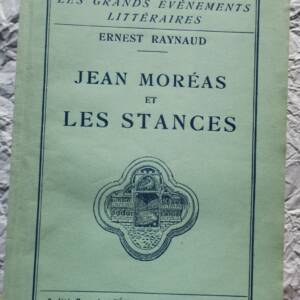 LES GRANDS ÉVÉNEMENTS
LITTÉRAIRES
ERNEST RAYNAUD
JEAN MORÉAS
ET
LES STANCES